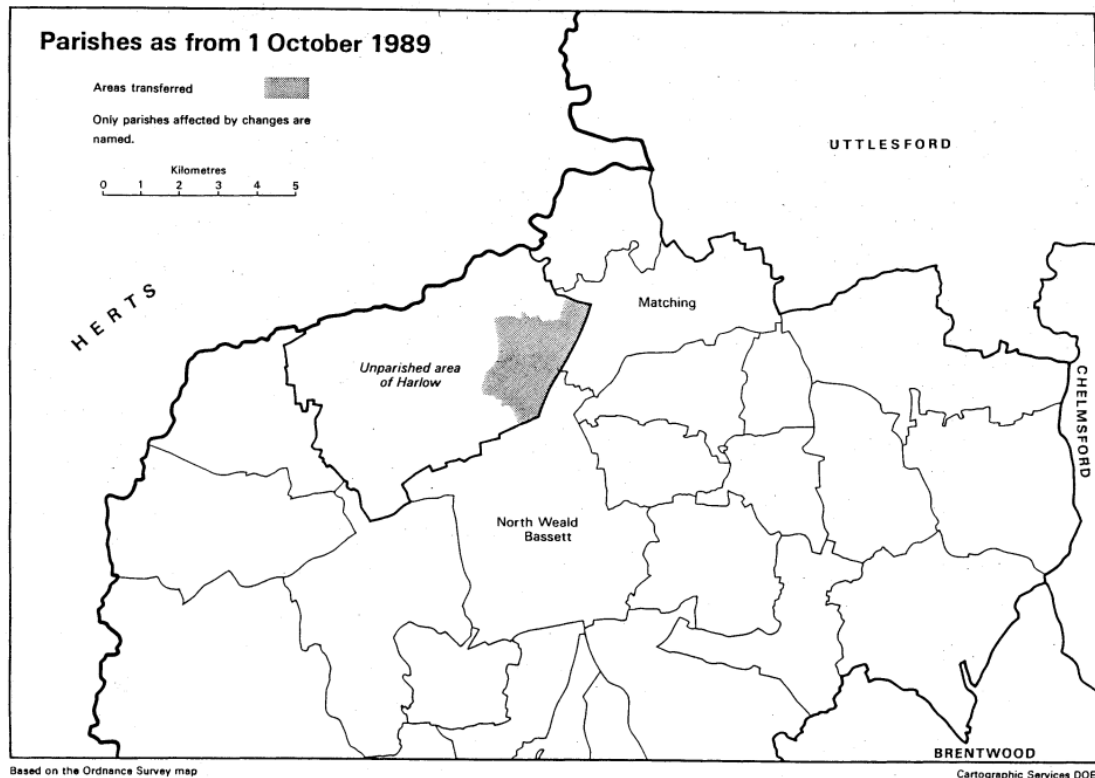 Parishes as from 1 October 1989
Areas transferred
Only parishes affected by changes are
named.
Kilometres
0 1 2 3 4 5
UTTLESFORD
HERTS
Matching
Unparished area
of Harlow
CHELMSFORD
North Weald
Bassett
BRENTWOOD
Based on the Ordnance Survey map
Cartographic Services DOE